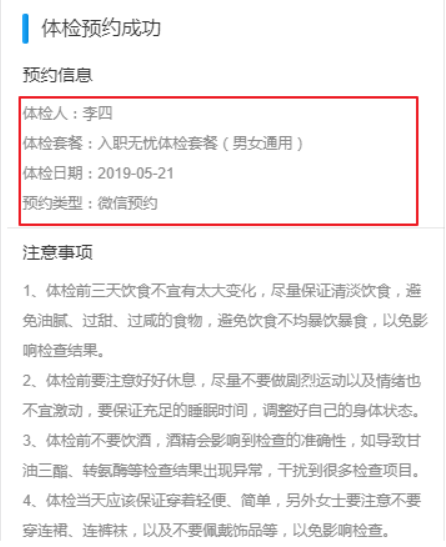 体检预约成功
预约信息
体检人：李四
体检套餐：入职无忧体检套餐（男女通用）
体检日期：2019-05-21
预约类型：微信预约
注意事项
1、体检前三天饮食不宜有太大变化，尽量保证清淡饮食，避
免油腻、过甜、过咸的食物，避免饮食不均暴饮暴食，以免影
响检查结果。
2、体检前要注意好好休息，尽量不要做剧烈运动以及情绪也
不宜激动，要保证充足的睡眠时间，调整好自己的身体状态。
3、体检前不要饮酒，酒精会影响到检查的准确性，如导致甘
油三酯、转氨酶等检查结果出现异常，干扰到很多检查项目。
4、体检当天应该保证穿着轻便、简单，另外女士要注意不要
穿连裙、连裤袜，以及不要佩戴饰品等，以免影响检查。